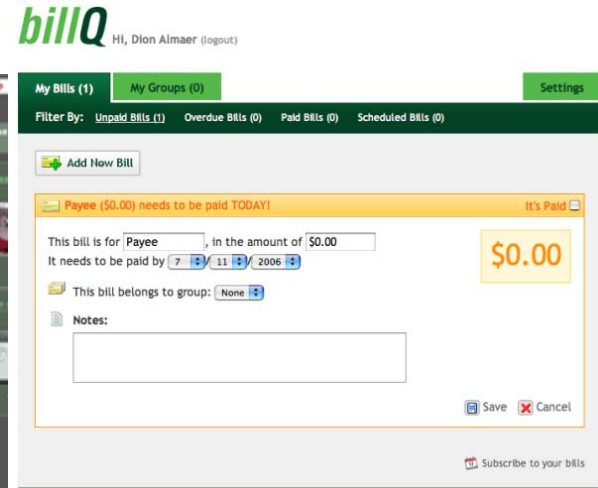 billQ Hi, Dion Almaer (logout)
My Bills (1) My Groups (0) Settings
Filter By: Unpaid Bills (1) Overdue Bills (0) Paid Bills (0) Scheduled Bills (0)
Add New Bill
Payee ($0.00) needs to be paid TODAY! It's Paid
This bill is for Payee , in the amount of $0.00
$0.00
It needs to be paid by 7 / 11 / 2006
This bill belongs to group: None
Notes:
Save Cancel
Subscribe to your bills